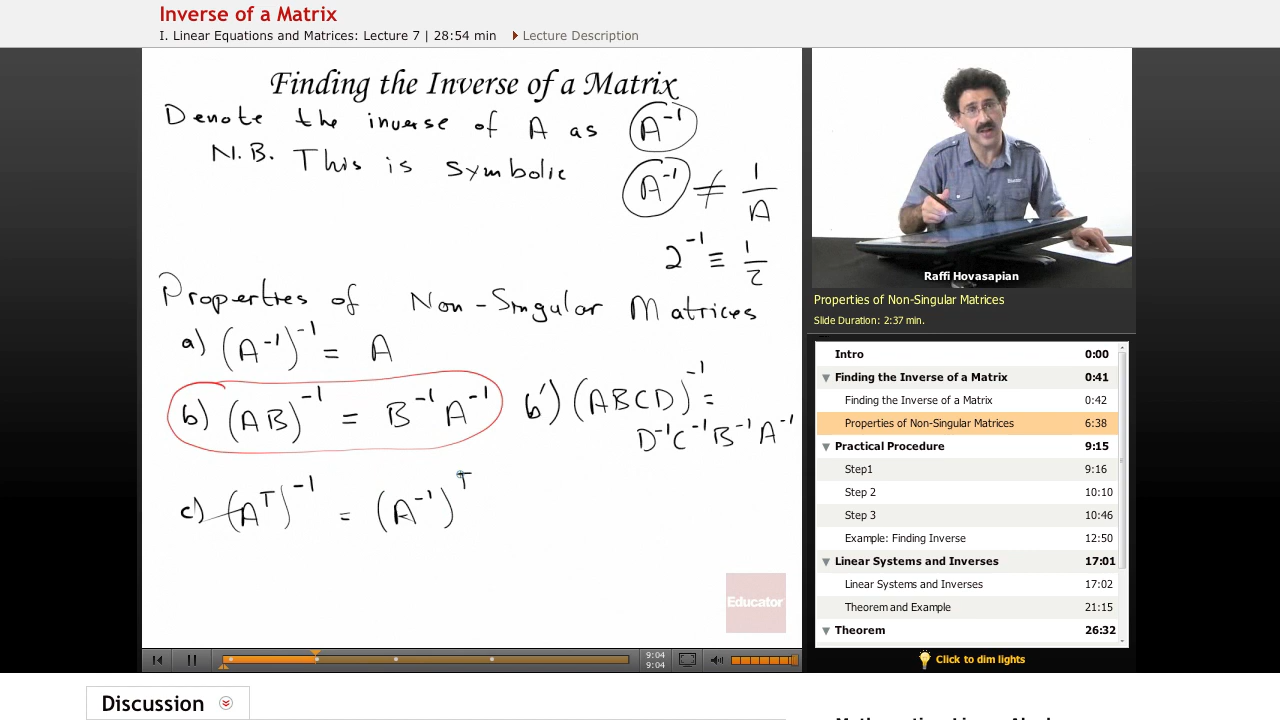 Inverse of a Matrix
I. Linear Equations and Matrices: Lecture 7 | 28:54 min
Lecture Description
Finding the Inverse of a Matrix
Denote the inverse of A as A⁻¹
N.B. This is symbolic
A⁻¹ ≠ 1/A
2⁻¹ ≡ 1/2
Properties of Non-Singular Matrices
a) (A⁻¹)⁻¹ = A
b) (AB)⁻¹ = B⁻¹A⁻¹
b') (ABCD)⁻¹ =
D⁻¹C⁻¹B⁻¹A⁻¹
c) (Aᵀ)⁻¹ = (A⁻¹)ᵀ
Educator
9:04
9:04
Raffi Hovasapian
Properties of Non-Singular Matrices
Slide Duration: 2:37 min.
Intro 0:00
Finding the Inverse of a Matrix 0:41
Finding the Inverse of a Matrix 0:42
Properties of Non-Singular Matrices 6:38
Practical Procedure 9:15
Step1 9:16
Step 2 10:10
Step 3 10:46
Example: Finding Inverse 12:50
Linear Systems and Inverses 17:01
Linear Systems and Inverses 17:02
Theorem and Example 21:15
Theorem 26:32
Click to dim lights
Discussion